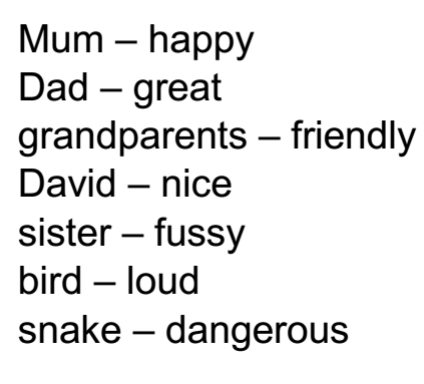 Mum – happy
Dad – great
grandparents – friendly
David – nice
sister – fussy
bird – loud
snake – dangerous